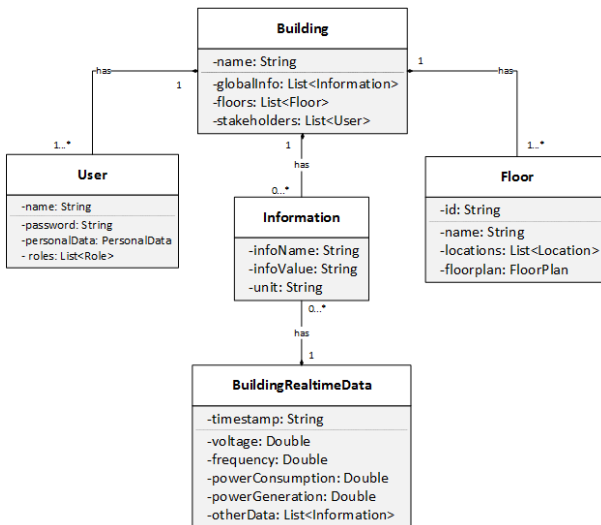 Building
-name: String
-globalInfo: List<Information>
-floors: List<Floor>
-stakeholders: List<User>
has
1
1
has
1
has
1...*
0...*
1...*
User
-name: String
-password: String
-personalData: PersonalData
- roles: List<Role>
Information
-infoName: String
-infoValue: String
-unit: String
Floor
-id: String
-name: String
-locations: List<Location>
-floorplan: FloorPlan
0...*
has
1
BuildingRealtimeData
-timestamp: String
-voltage: Double
-frequency: Double
-powerConsumption: Double
-powerGeneration: Double
-otherData: List<Information>